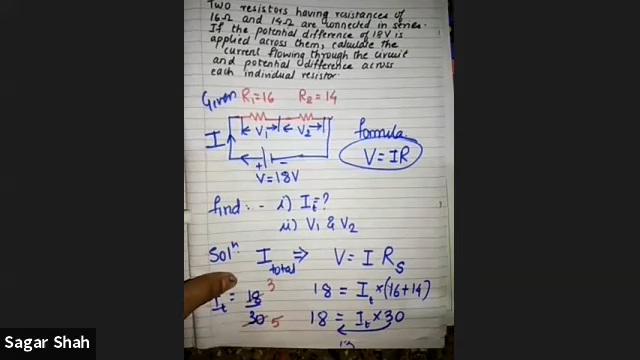 Two resistors having resistances of
16Ω and 14Ω are connected in series.
If the potential difference of 18V is
applied across them, calculate the
current flowing through the circuit
and potential difference across
each individual resistor.
Given R₁=16 R₂=14
V₁ V₂
I
+ -
V=18V
formula
V=IR
find :- i) Iₜ=?
ii) V₁ & V₂
Solⁿ I total ⇒ V = I Rₛ
Iₜ = 18 3
30 5
18 = Iₜ×(16+14)
18 = Iₜ×30
Sagar Shah